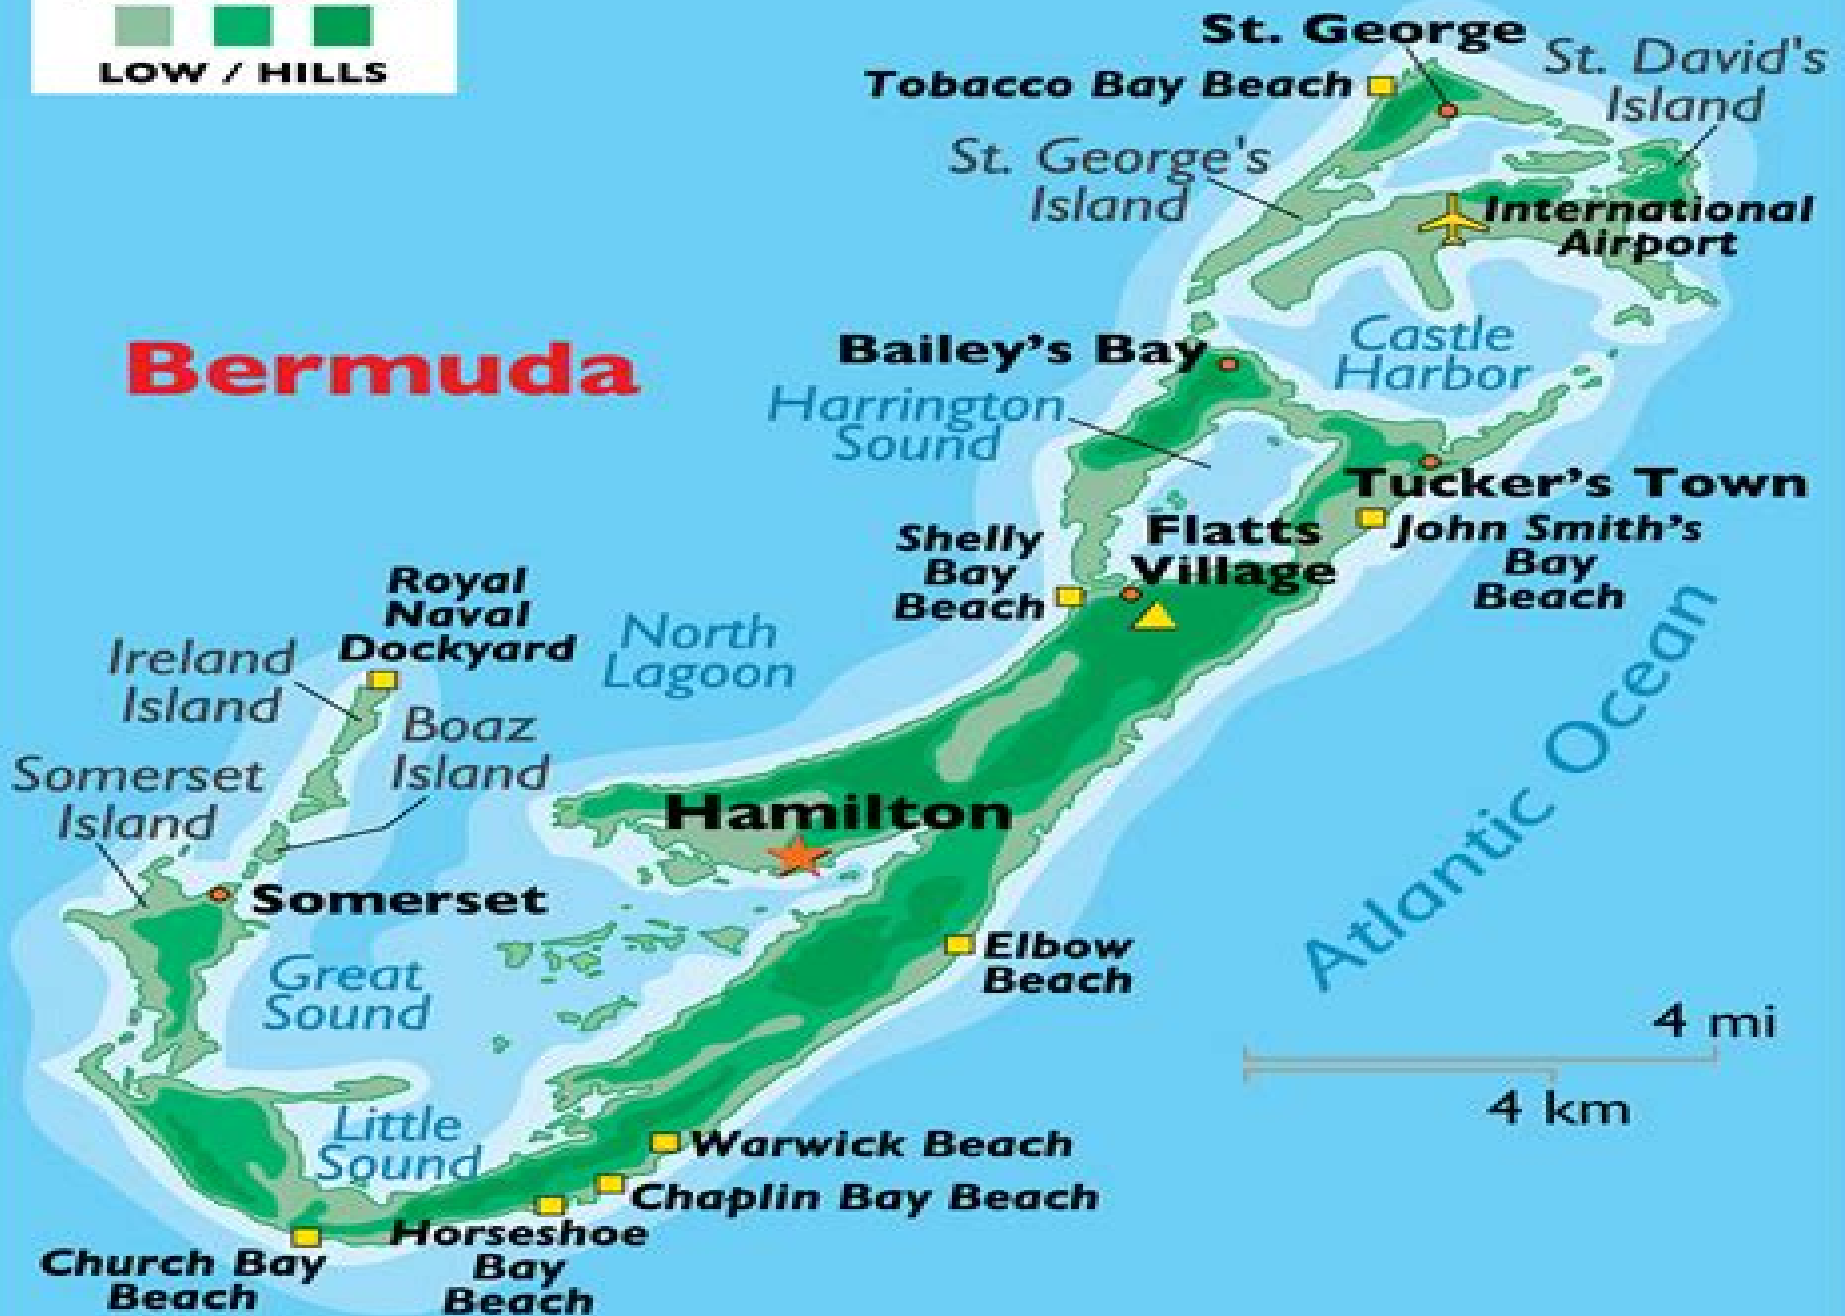 LOW / HILLS
St. George
St. David's
Island
Tobacco Bay Beach
St. George's
Island
International
Airport
Bermuda
Bailey’s Bay
Castle
Harbor
Harrington
Sound
Tucker’s Town
Shelly
Bay
Beach
Flatts
Village
John Smith’s
Bay
Beach
Royal
Naval
Dockyard
North
Lagoon
Ireland
Island
Boaz
Island
Somerset
Island
Hamilton
Atlantic Ocean
Somerset
Great
Sound
Elbow
Beach
4 mi
4 km
Little
Sound
Warwick Beach
Chaplin Bay Beach
Horseshoe
Bay
Beach
Church Bay
Beach